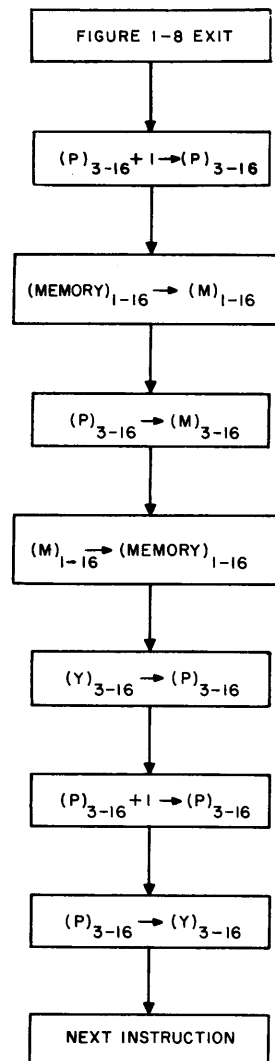 FIGURE 1-8 EXIT
(P)3-16+1→(P)3-16
(MEMORY)1-16→(M)1-16
(P)3-16→(M)3-16
(M)1-16→(MEMORY)1-16
(Y)3-16→(P)3-16
(P)3-16+1→(P)3-16
(P)3-16→(Y)3-16
NEXT INSTRUCTION